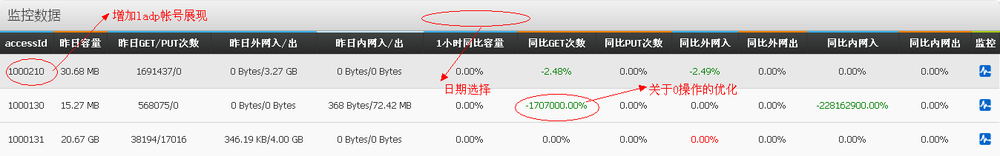 监控数据
增加ladp帐号展现
accessId 昨日容量 昨日GET/PUT次数 昨日外网入/出 昨日内网入/出 1小时同比容量 同比GET次数 同比PUT次数 同比外网入 同比外网出 同比内网入 同比内网出 监控
1000210 30.68 MB 1691437/0 0 Bytes/3.27 GB 0 Bytes/0 Bytes 0.00% -2.48% 0.00% -2.49% 0.00% 0.00% 0.00%
日期选择 关于0操作的优化
1000130 15.27 MB 568075/0 0 Bytes/0 Bytes 368 Bytes/72.42 MB 0.00% -1707000.00% 0.00% 0.00% 0.00% -228162900.00% 0.00%
1000131 20.67 GB 38194/17016 346.19 KB/4.00 GB 0 Bytes/0 Bytes 0.00% 0.00% 0.00% 0.00% 0.00% 0.00% 0.00%